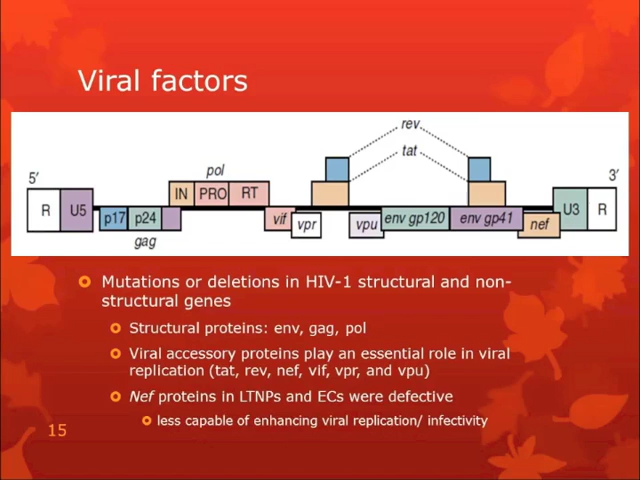 Viral factors
rev
tat
5′
pol
3′
IN PRO RT
R U5 p17 p24 vif vpr vpu env gp120 env gp41 nef U3 R
gag
Mutations or deletions in HIV-1 structural and non-
structural genes
Structural proteins: env, gag, pol
Viral accessory proteins play an essential role in viral
replication (tat, rev, nef, vif, vpr, and vpu)
Nef proteins in LTNPs and ECs were defective
less capable of enhancing viral replication/ infectivity
15